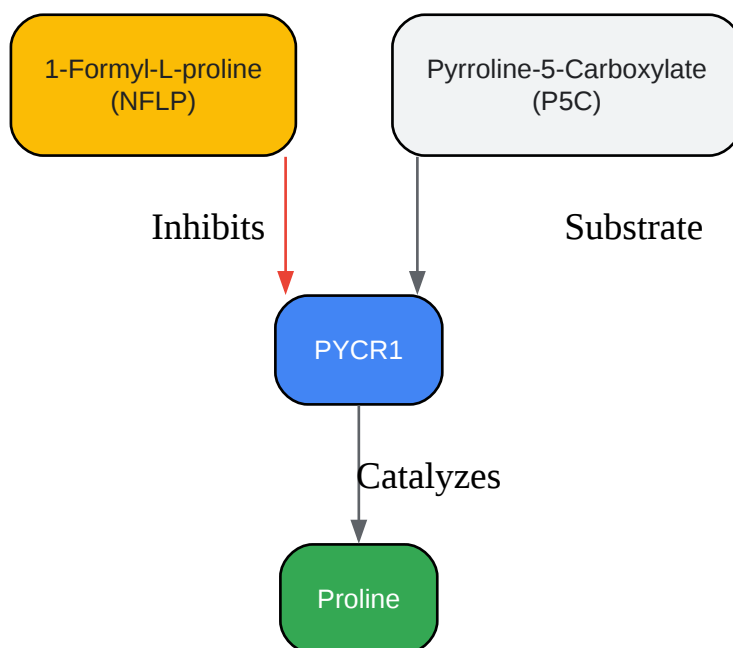 1-Formyl-L-proline
(NFLP)
Pyrroline-5-Carboxylate
(P5C)
Inhibits
Substrate
PYCR1
Catalyzes
Proline